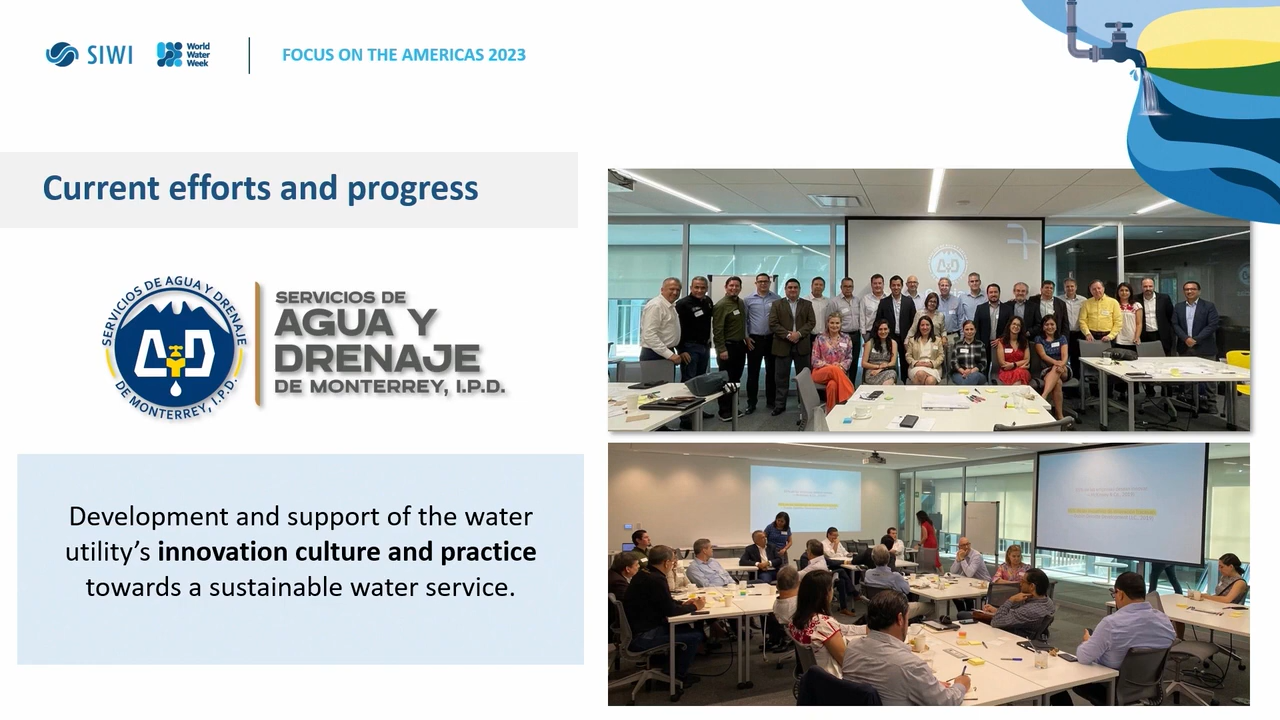 SIWI
World
Water
Week
FOCUS ON THE AMERICAS 2023
Current efforts and progress
SERVICIOS DE AGUA Y DRENAJE
DE MONTERREY, I.P.D.
SERVICIOS DE
AGUA Y
DRENAJE
DE MONTERREY, I.P.D.
Development and support of the water
utility’s innovation culture and practice
towards a sustainable water service.